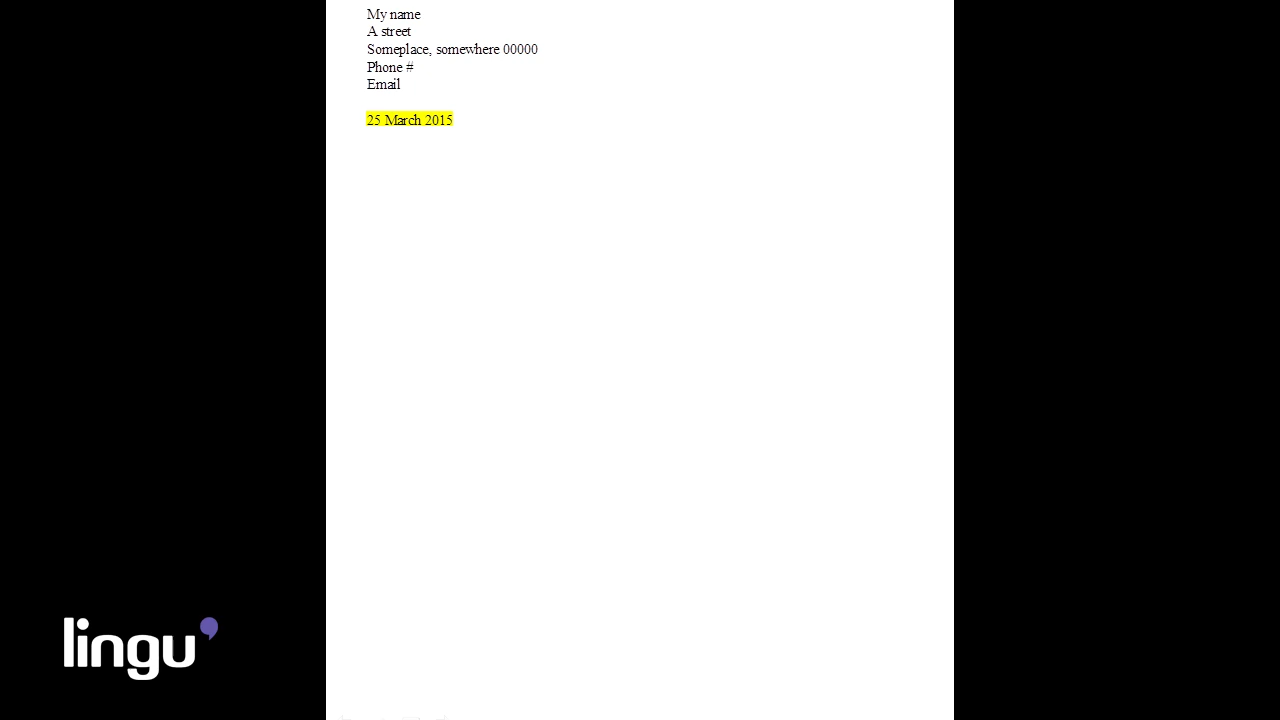 My name
A street
Someplace, somewhere 00000
Phone #
Email
25 March 2015
lingu